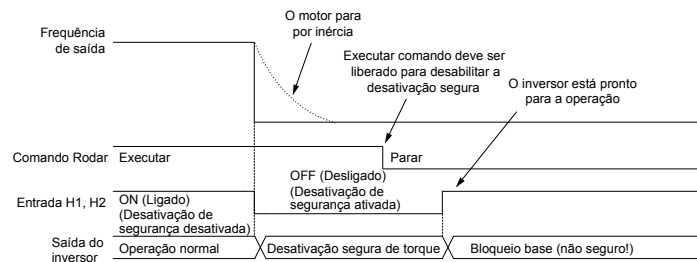 O motor para
por inércia
Frequência
de saída
Executar comando deve ser
liberado para desabilitar a
desativação segura
O inversor está pronto
para a operação
Comando Rodar
Executar
Parar
OFF (Desligado)
(Desativação de
segurança ativada)
Entrada H1, H2
ON (Ligado)
(Desativação de
segurança desativada)
Saída do
inversor
Operação normal
Desativação segura de torque
Bloqueio base (não seguro!)